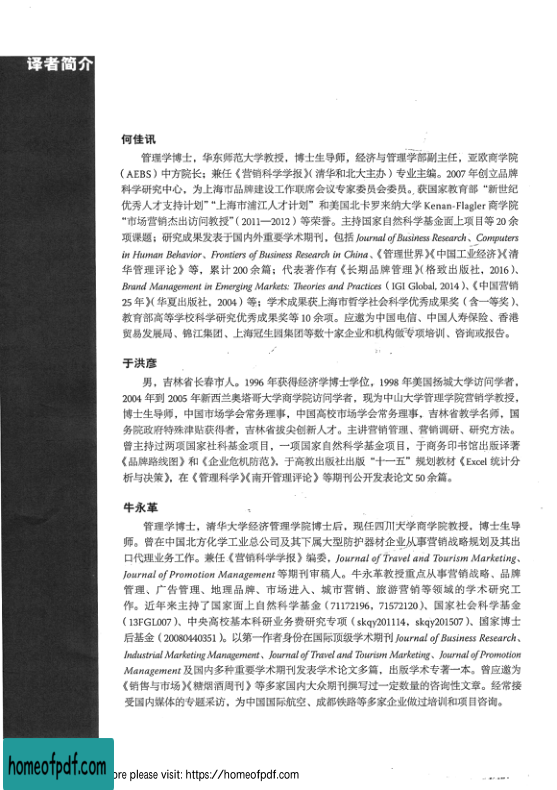 译者简介
何佳讯
管理学博士，华东师范大学教授，博士生导师，经济与管理学部副主任，亚欧商学院
（AEBS）中方院长；兼任《营销科学学报》（清华和北大主办）专业主编。2007 年创立品牌
科学研究中心，为上海市品牌建设工作联席会议专家委员会委员。获国家教育部“新世纪
优秀人才支持计划”“上海市浦江人才计划”和美国北卡罗来纳大学 Kenan-Flagler 商学院
“市场营销杰出访问教授”（2011—2012）等荣誉。主持国家自然科学基金面上项目等 20 余
项课题；研究成果发表于国内外重要学术期刊，包括 Journal of Business Research、Computers
in Human Behavior、Frontiers of Business Research in China、《管理世界》《中国工业经济》《清
华管理评论》等，累计 200 余篇；代表著作有《长期品牌管理》（格致出版社，2016）、
Brand Management in Emerging Markets: Theories and Practices（IGI Global, 2014）、《中国营销
25 年》（华夏出版社，2004）等；学术成果获上海市哲学社会科学优秀成果奖（含一等奖）、
教育部高等学校科学研究优秀成果奖等 10 余项。应邀为中国电信、中国人寿保险、香港
贸易发展局、锦江集团、上海冠生园集团等数十家企业和机构做专项培训、咨询或报告。
于洪彦
男，吉林省长春市人。1996 年获得经济学博士学位，1998 年美国扬城大学访问学者，
2004 年到 2005 年新西兰奥塔哥大学商学院访问学者，现为中山大学管理学院营销学教授，
博士生导师，中国市场学会常务理事，中国高校市场学会常务理事，吉林省教学名师，国
务院政府特殊津贴获得者，吉林省拔尖创新人才。主讲营销管理、营销调研、研究方法。
曾主持过两项国家社科基金项目，一项国家自然科学基金项目，于商务印书馆出版译著
《品牌路线图》和《企业危机防范》，于高教出版社出版“十一五”规划教材《Excel 统计分
析与决策》，在《管理科学》《南开管理评论》等期刊公开发表论文 50 余篇。
牛永革
管理学博士，清华大学经济管理学院博士后，现任四川大学商学院教授，博士生导
师。曾在中国北方化学工业总公司及其下属大型防护器材企业从事营销战略规划及其出
口代理业务工作。兼任《营销科学学报》编委，Journal of Travel and Tourism Marketing、
Journal of Promotion Management 等期刊审稿人。牛永革教授重点从事营销战略、品牌
管理、广告管理、地理品牌、市场进入、城市营销、旅游营销等领域的学术研究工
作。近年来主持了国家面上自然科学基金（71172196, 71572120）、国家社会科学基金
（13FGL007）、中央高校基本科研业务费研究专项（skqy201114，skqy201507）、国家博士
后基金（20080440351）。以第一作者身份在国际顶级学术期刊 Journal of Business Research、
Industrial Marketing Management、Journal of Travel and Tourism Marketing、Journal of Promotion
Management 及国内多种重要学术期刊发表学术论文多篇，出版学术专著一本。曾应邀为
《销售与市场》《糖烟酒周刊》等多家国内大众期刊撰写过一定数量的咨询性文章。经常接
受国内媒体的专题采访，为中国国际航空、成都铁路等多家企业做过培训和项目咨询。
homeofpdf.com
ore please visit: https://homeofpdf.com